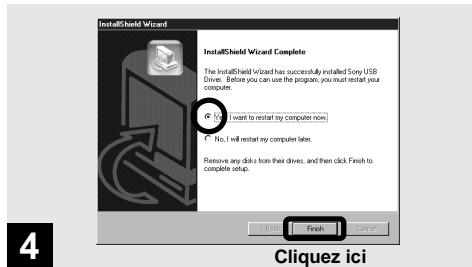 InstallShield Wizard
InstallShield Wizard Complete
The InstallShield Wizard has successfully installed Sony USB
Driver. Before you can use the program, you must restart your
computer.
Yes, I want to restart my computer now.
No, I will restart my computer later.
Remove any disks from their drives, and then click Finish to
complete setup.
< Back Finish Cancel
4
Cliquez ici